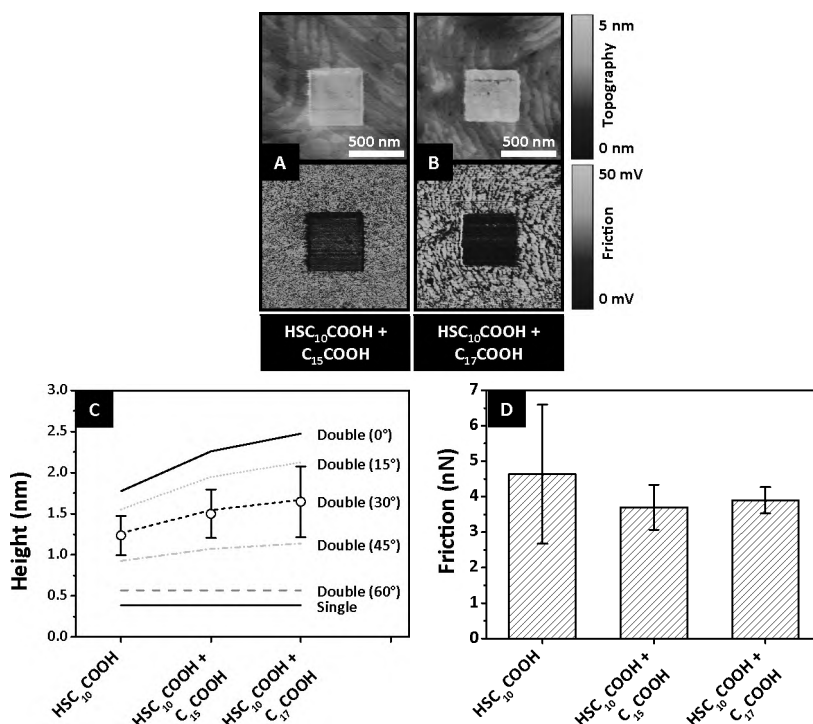 5 nm
Topography
0 nm
500 nm
500 nm
A
B
50 mV
Friction
0 mV
HSC₁₀COOH +
C₁₅COOH
HSC₁₀COOH +
C₁₇COOH
C
Height (nm)
3.0
2.5
2.0
1.5
1.0
0.5
0.0
Double (0°)
Double (15°)
Double (30°)
Double (45°)
Double (60°)
Single
HSC₁₀COOH
HSC₁₀COOH +
C₁₅COOH
HSC₁₀COOH +
C₁₇COOH
D
Friction (nN)
7
6
5
4
3
2
1
0
HSC₁₀COOH
HSC₁₀COOH +
C₁₅COOH
HSC₁₀COOH +
C₁₇COOH